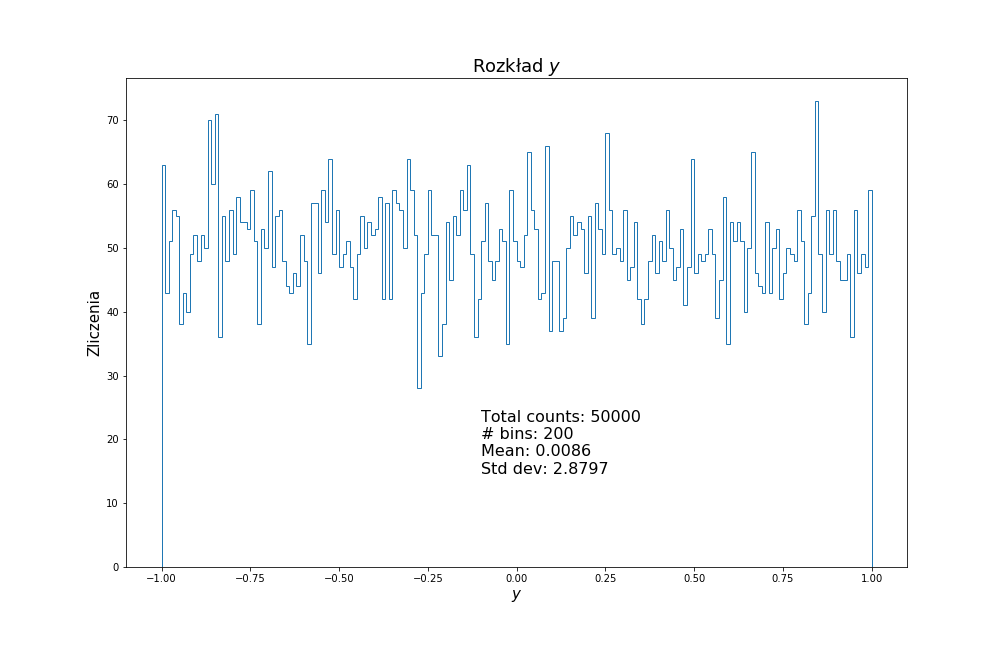 Rozkład y
Zliczenia
70
60
50
40
30
20
10
0
Total counts: 50000
# bins: 200
Mean: 0.0086
Std dev: 2.8797
−1.00 −0.75 −0.50 −0.25 0.00 0.25 0.50 0.75 1.00
y